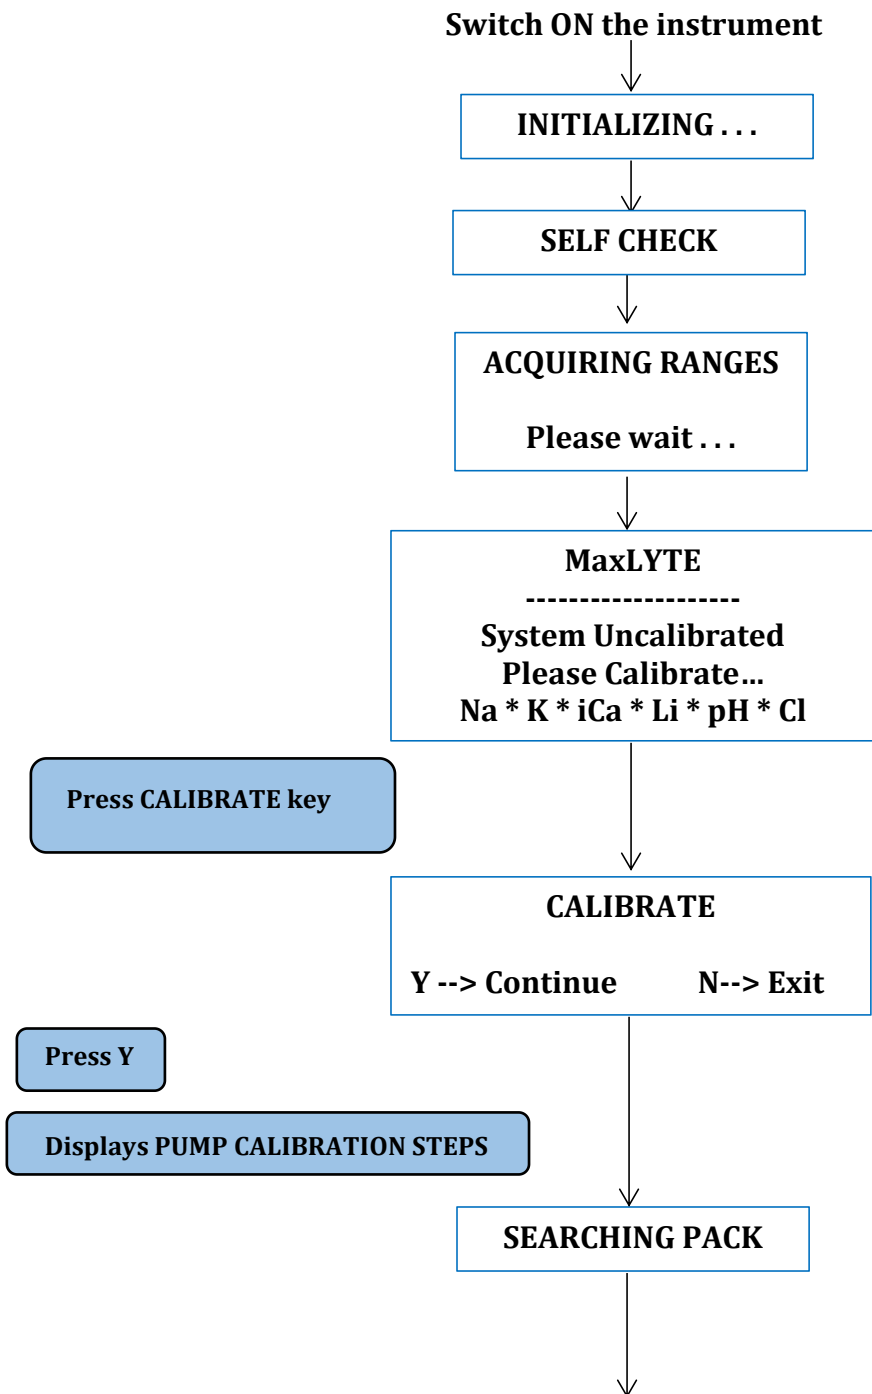 Switch ON the instrument
INITIALIZING . . .
SELF CHECK
ACQUIRING RANGES
Please wait . . .
MaxLYTE
--------------------
System Uncalibrated
Please Calibrate...
Na * K * iCa * Li * pH * Cl
Press CALIBRATE key
CALIBRATE
Y --> Continue N--> Exit
Press Y
Displays PUMP CALIBRATION STEPS
SEARCHING PACK